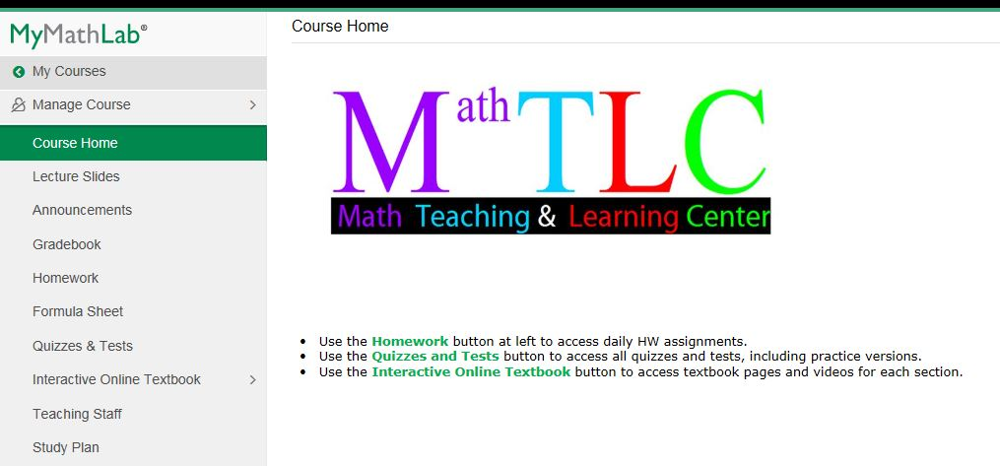 MyMathLab®
My Courses
Manage Course
Course Home
Lecture Slides
Announcements
Gradebook
Homework
Formula Sheet
Quizzes & Tests
Interactive Online Textbook
Teaching Staff
Study Plan
Course Home
Math TLC
Math Teaching & Learning Center
• Use the Homework button at left to access daily HW assignments.
• Use the Quizzes and Tests button to access all quizzes and tests, including practice versions.
• Use the Interactive Online Textbook button to access textbook pages and videos for each section.